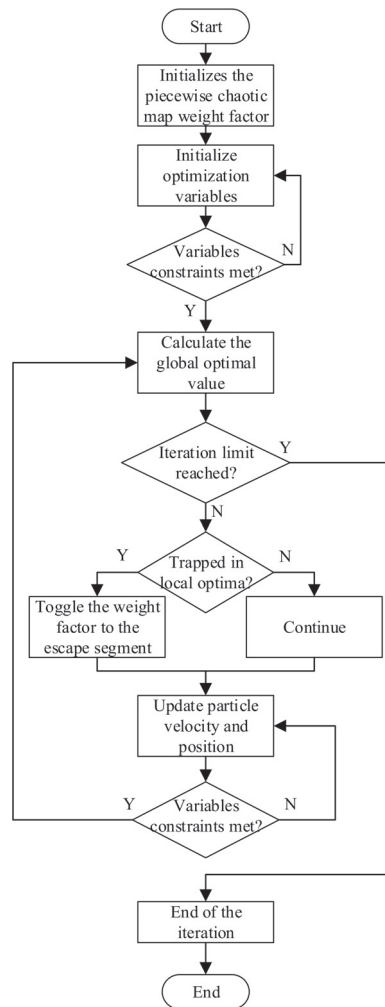 Start
Initializes the
piecewise chaotic
map weight factor
Initialize
optimization
variables
Variables
constraints met?
N
Y
Calculate the
global optimal
value
Iteration limit
reached?
Y
N
Y
Trapped in
local optima?
N
Toggle the weight
factor to the
escape segment
Continue
Update particle
velocity and
position
Y
Variables
constraints met?
N
End of the
iteration
End